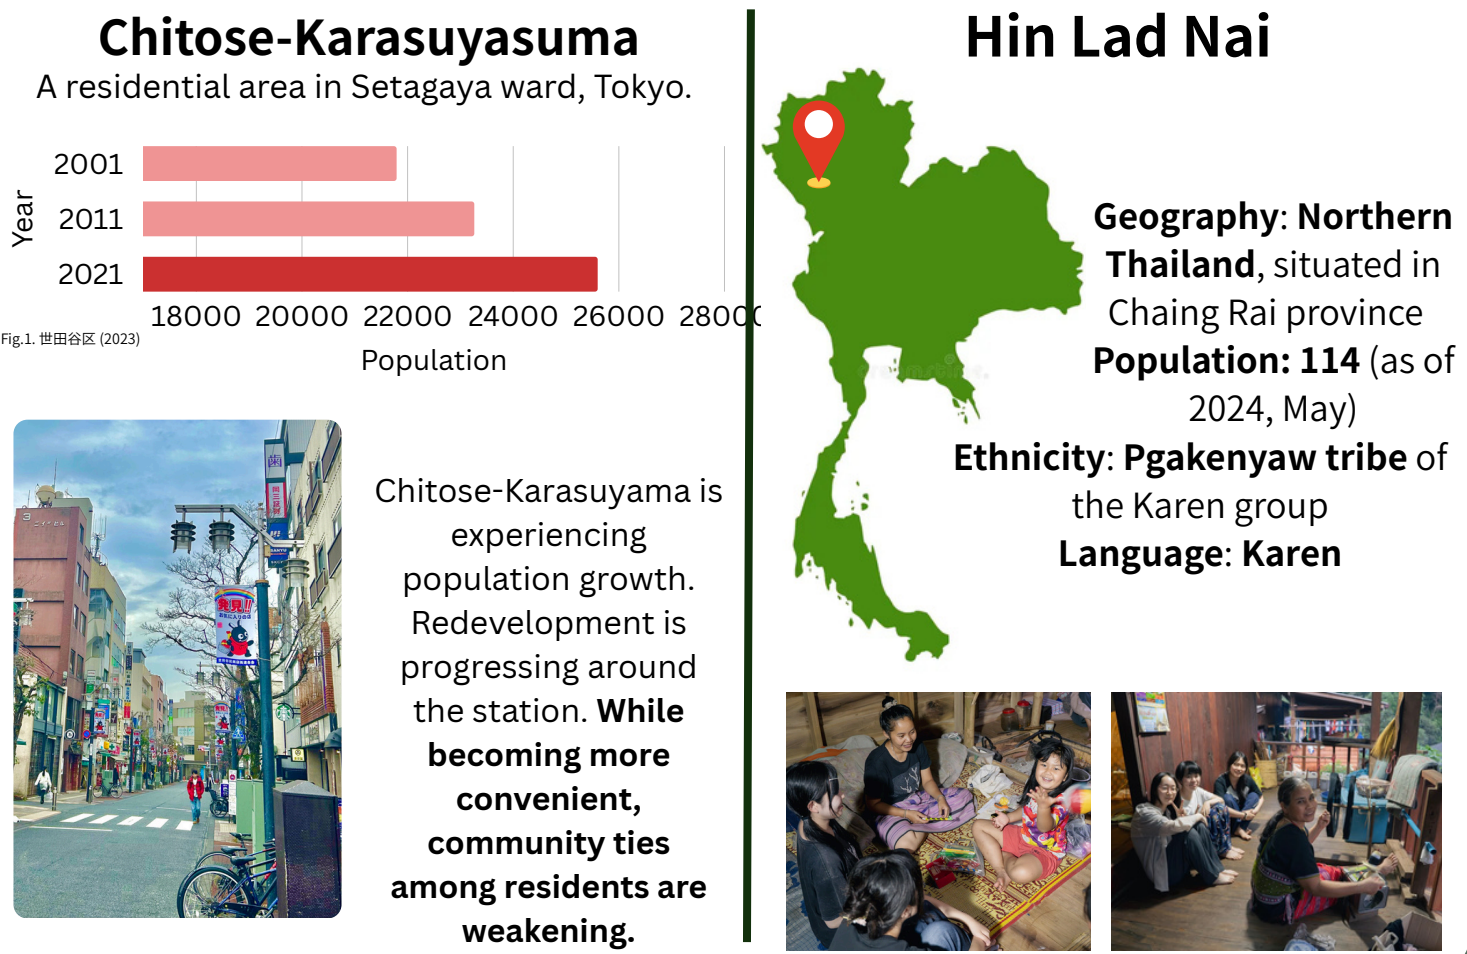 Chitose-Karasuyasuma
A residential area in Setagaya ward, Tokyo.
Year
2001
2011
2021
18000 20000 22000 24000 26000 2800
Fig.1. 世田谷区 (2023)
Population
歯
発見!!
Chitose-Karasuyama is
experiencing
population growth.
Redevelopment is
progressing around
the station. While
becoming more
convenient,
community ties
among residents are
weakening.
Hin Lad Nai
Geography: Northern
Thailand, situated in
Chaing Rai province
Population: 114 (as of
2024, May)
Ethnicity: Pgakenyaw tribe of
the Karen group
Language: Karen